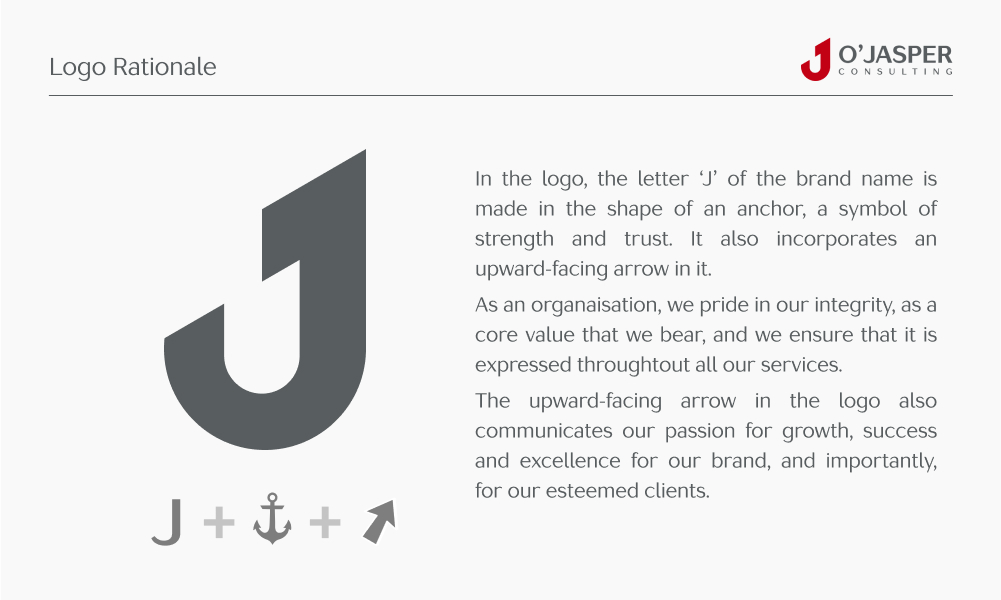 Logo Rationale
O’JASPER
CONSULTING
In the logo, the letter ‘J’ of the brand name is
made in the shape of an anchor, a symbol of
strength and trust. It also incorporates an
upward-facing arrow in it.
As an organaisation, we pride in our integrity, as a
core value that we bear, and we ensure that it is
expressed throughtout all our services.
The upward-facing arrow in the logo also
communicates our passion for growth, success
and excellence for our brand, and importantly,
for our esteemed clients.
J + +